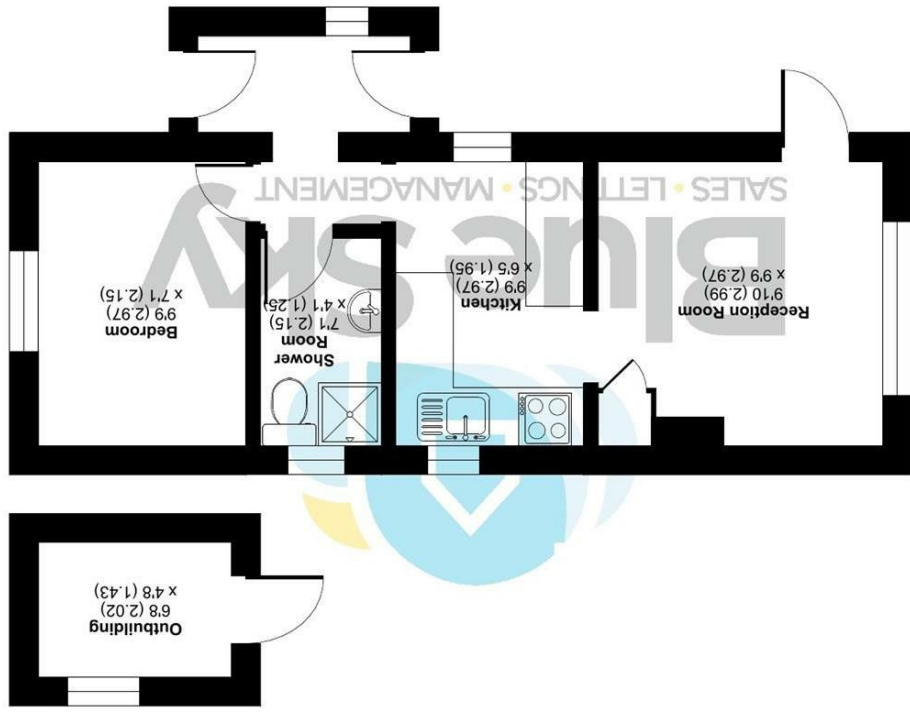 Outbuilding
6'8 (2.02)
x 4'8 (1.43)
Reception Room
9'10 (2.99)
x 9'9 (2.97)
Kitchen
9'9 (2.97)
x 6'5 (1.95)
Shower
Room
7'1 (2.15)
x 4'1 (1.25)
Bedroom
9'9 (2.97)
x 7'1 (2.15)
Blue Sky
SALES • LETTINGS • MANAGEMENT